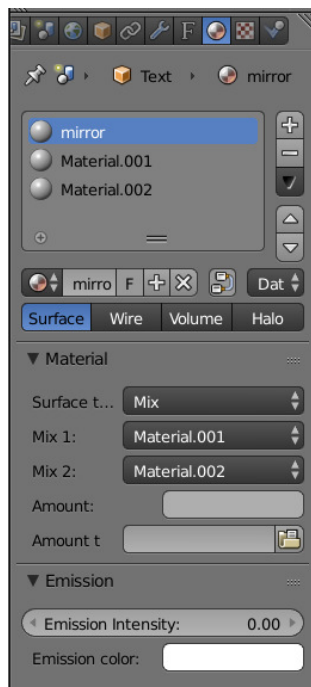 F
Text mirror
mirror
Material.001
Material.002
mirro F Dat
Surface Wire Volume Halo
Material
Surface t... Mix
Mix 1: Material.001
Mix 2: Material.002
Amount:
Amount t
Emission
Emission Intensity: 0.00
Emission color: